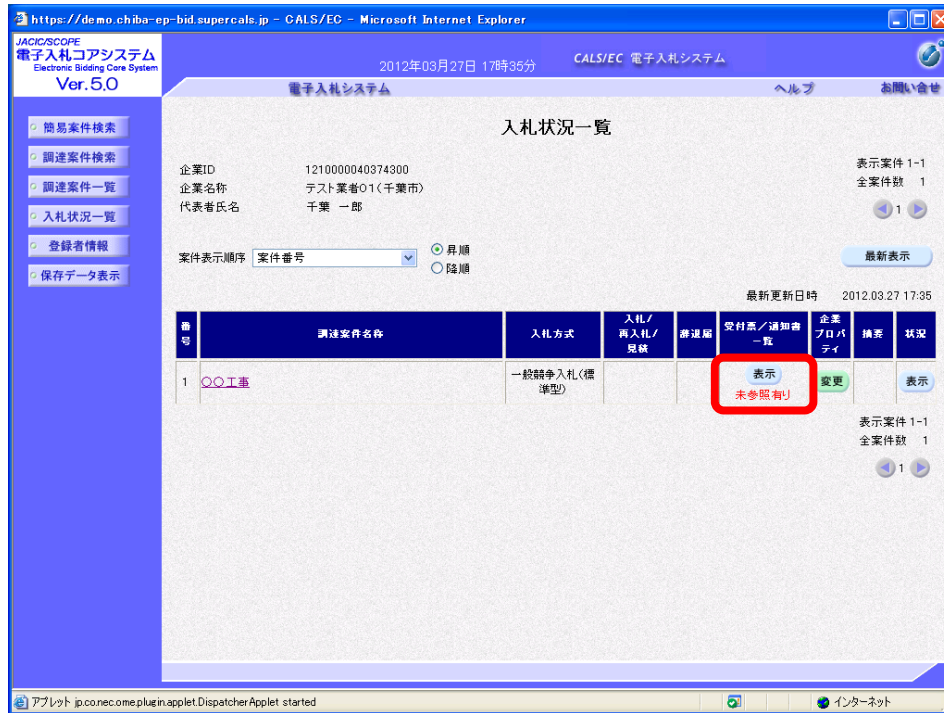 https://demo.chiba-ep-bid.supercals.jp - CALS/EC - Microsoft Internet Explorer
JACIC/SCOPE
電子入札コアシステム
Electronic Bidding Core System
Ver.5.0
2012年03月27日 17時35分
CALS/EC 電子入札システム
電子入札システム
ヘルプ
お問い合せ
簡易案件検索
調達案件検索
調達案件一覧
入札状況一覧
登録者情報
保存データ表示
入札状況一覧
企業ID 1210000040374300
企業名称 テスト業者01(千葉市)
代表者氏名 千葉 一郎
表示案件 1-1
全案件数 1
1
案件表示順序 案件番号
昇順
降順
最新表示
最新更新日時 2012.03.27 17:35
番号 調達案件名称 入札方式 入札/再入札/見積 辞退届 受付票/通知書一覧 企業プロパティ 摘要 状況
1 〇〇工事 一般競争入札(標準型) 表示 未参照有り 変更 表示
表示案件 1-1
全案件数 1
1
アプレット jp.co.nec.ome.plugin.applet.DispatcherApplet started
インターネット